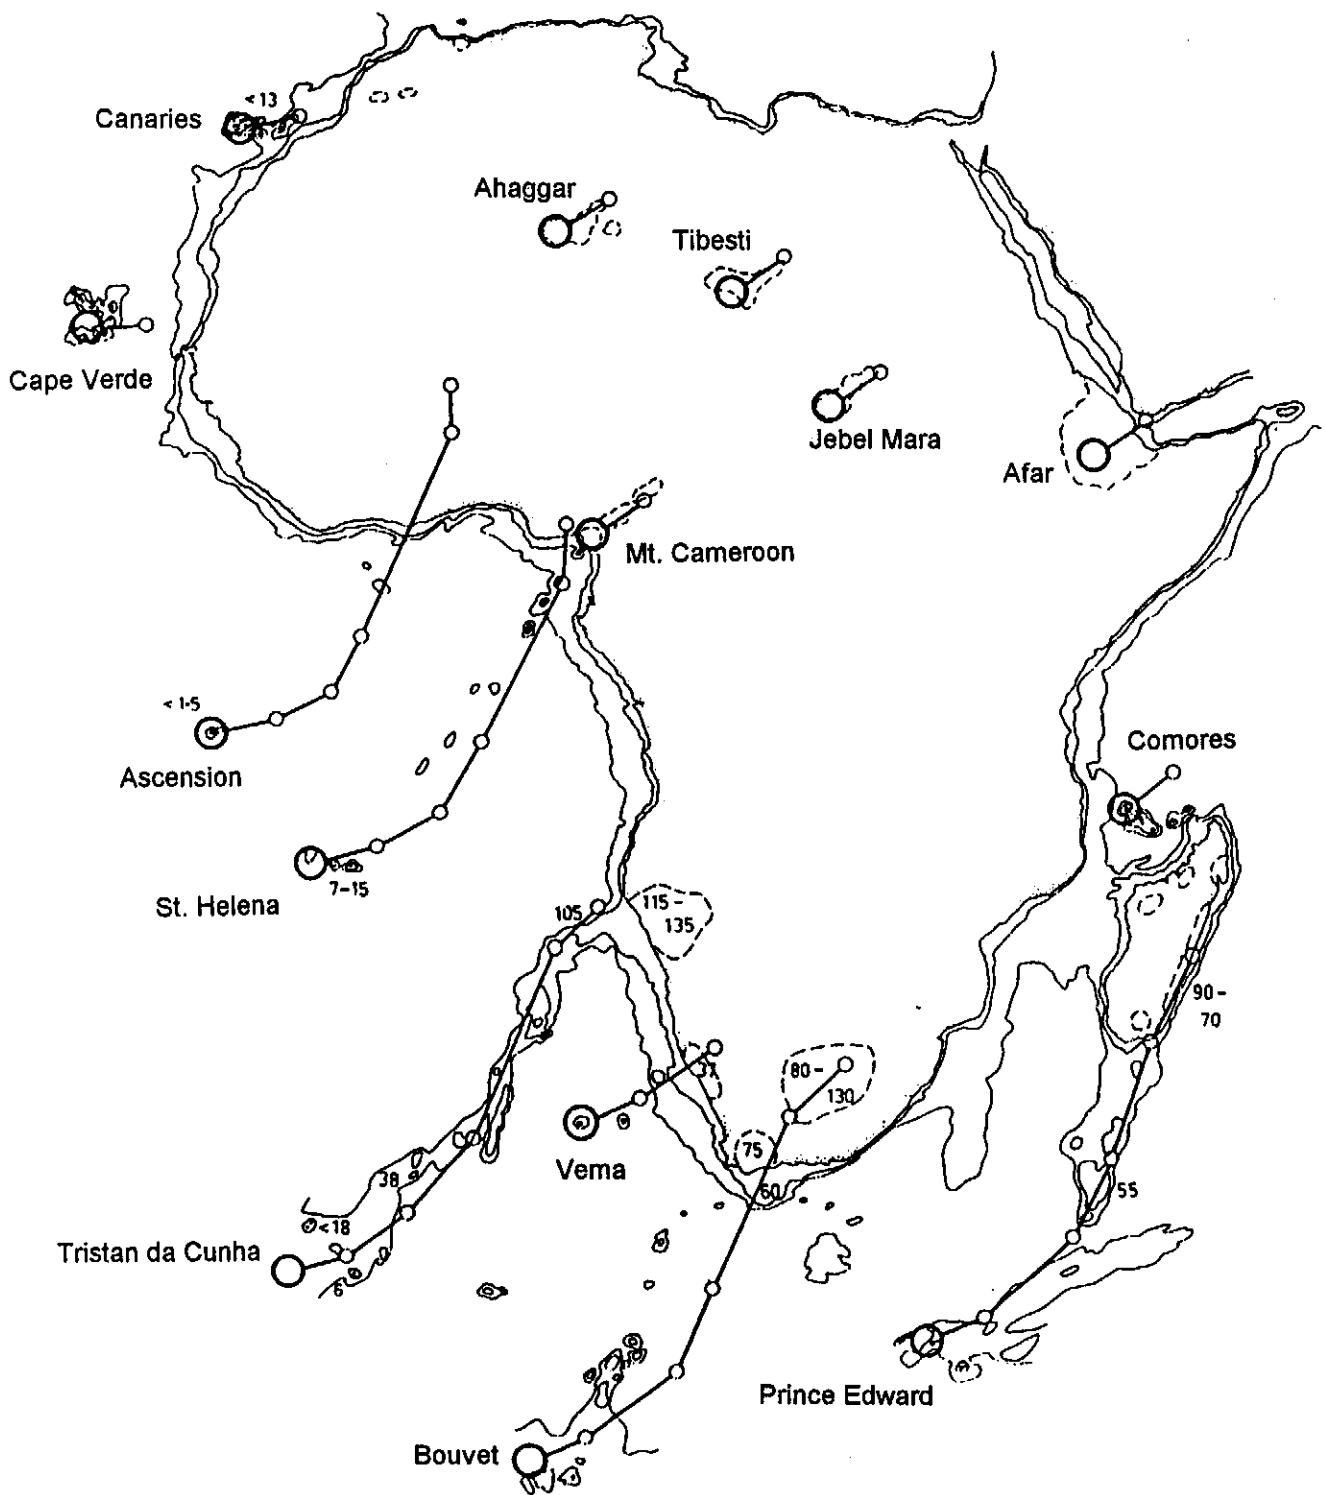 < 13
Canaries
Ahaggar
Tibesti
Cape Verde
Jebel Mara
Afar
Mt. Cameroon
< 1-5
Ascension
Comores
7-15
St. Helena
105
115-
135
90-
70
37
80-
130
75
Vema
60
38
55
<18
Tristan da Cunha
6
Prince Edward
Bouvet